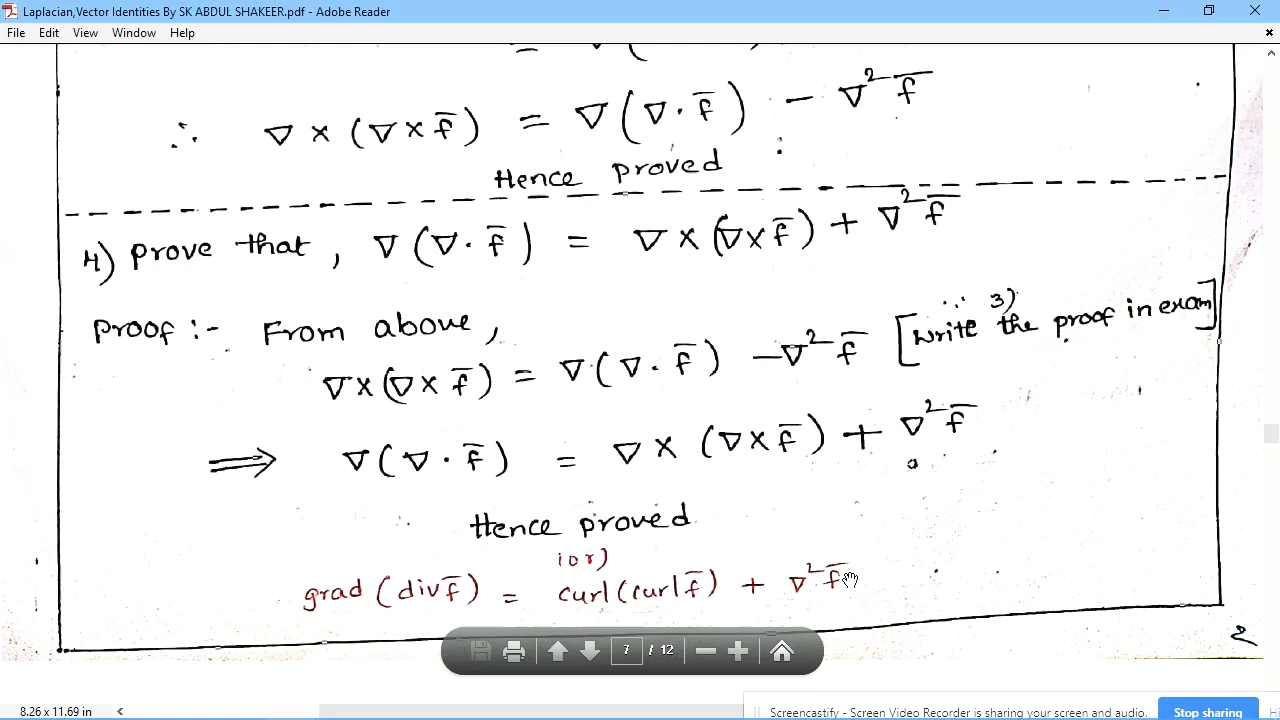 Laplacian,Vector Identities By SK ABDUL SHAKEER.pdf - Adobe Reader
File Edit View Window Help
∴ ∇ × (∇ × f̅) = ∇(∇ · f̅) - ∇²f̅
Hence proved
4) prove that, ∇(∇ · f̅) = ∇ × (∇ × f̅) + ∇²f̅
Proof :- From above,
∇ × (∇ × f̅) = ∇(∇ · f̅) - ∇²f̅ [∵ 3) Write the proof in exam]
⟹ ∇(∇ · f̅) = ∇ × (∇ × f̅) + ∇²f̅
Hence proved
(or)
grad (div f̅) = curl (curl f̅) + ∇²f̅
2
7 / 12
8.26 x 11.69 in
Screencastify - Screen Video Recorder is sharing your screen and audio. Stop sharing